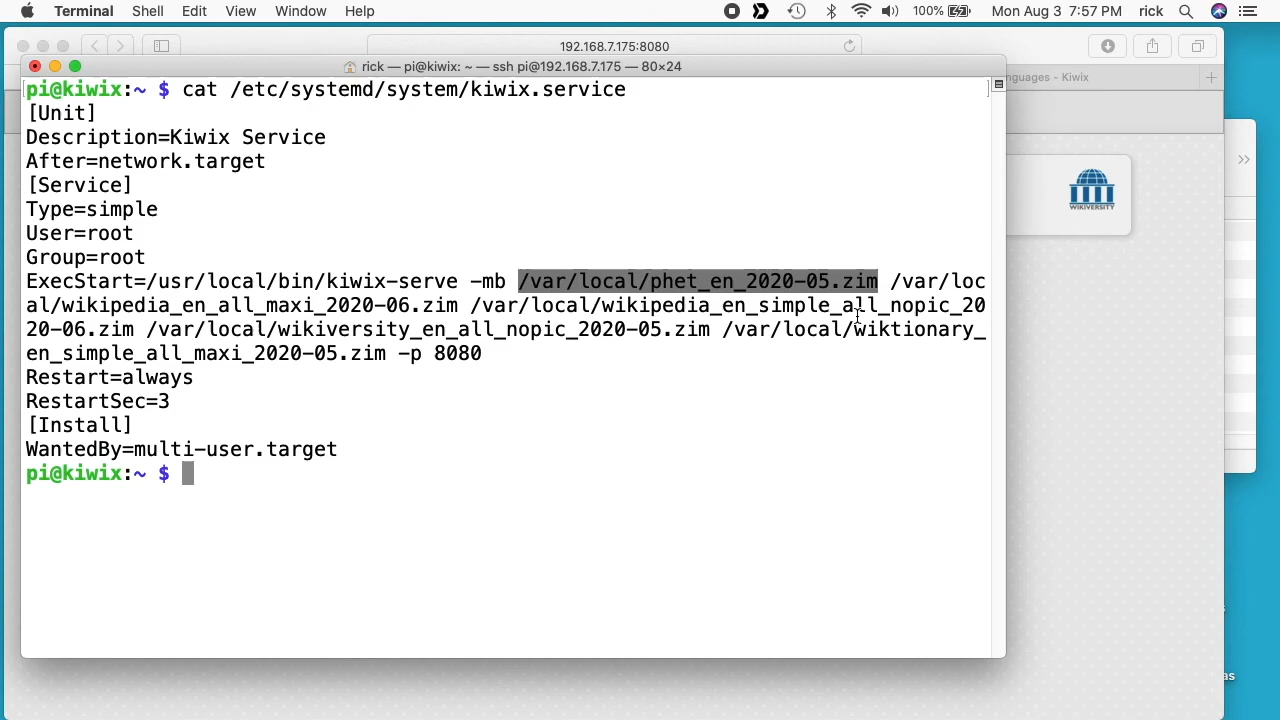 Terminal Shell Edit View Window Help 100% Mon Aug 3 7:57 PM rick
192.168.7.175:8080
rick — pi@kiwix: ~ — ssh pi@192.168.7.175 — 80×24
nguages - Kiwix
pi@kiwix:~ $ cat /etc/systemd/system/kiwix.service
[Unit]
Description=Kiwix Service
After=network.target
[Service]
Type=simple
User=root
Group=root
ExecStart=/usr/local/bin/kiwix-serve -mb /var/local/phet_en_2020-05.zim /var/loc
al/wikipedia_en_all_maxi_2020-06.zim /var/local/wikipedia_en_simple_all_nopic_20
20-06.zim /var/local/wikiversity_en_all_nopic_2020-05.zim /var/local/wiktionary_
en_simple_all_maxi_2020-05.zim -p 8080
Restart=always
RestartSec=3
[Install]
WantedBy=multi-user.target
pi@kiwix:~ $
WIKIVERSITY
as